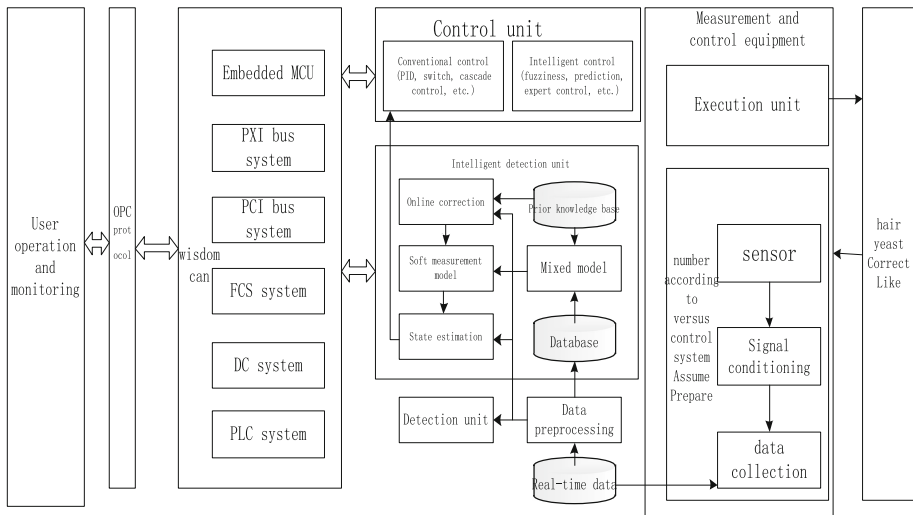 User
operation and
monitoring
OPC
prot
ocol
wisdom
can
Embedded MCU
PXI bus
system
PCI bus
system
FCS system
DC system
PLC system
Control unit
Conventional control
(PID, switch, cascade
control, etc.)
Intelligent control
(fuzziness, prediction,
expert control, etc.)
Intelligent detection unit
Online correction
Prior knowledge base
Soft measurement
model
Mixed model
State estimation
Database
Detection unit
Data
preprocessing
Real-time data
Measurement and
control equipment
Execution unit
number
according
to
versus
control
system
Assume
Prepare
sensor
Signal
conditioning
data
collection
hair
yeast
Correct
Like